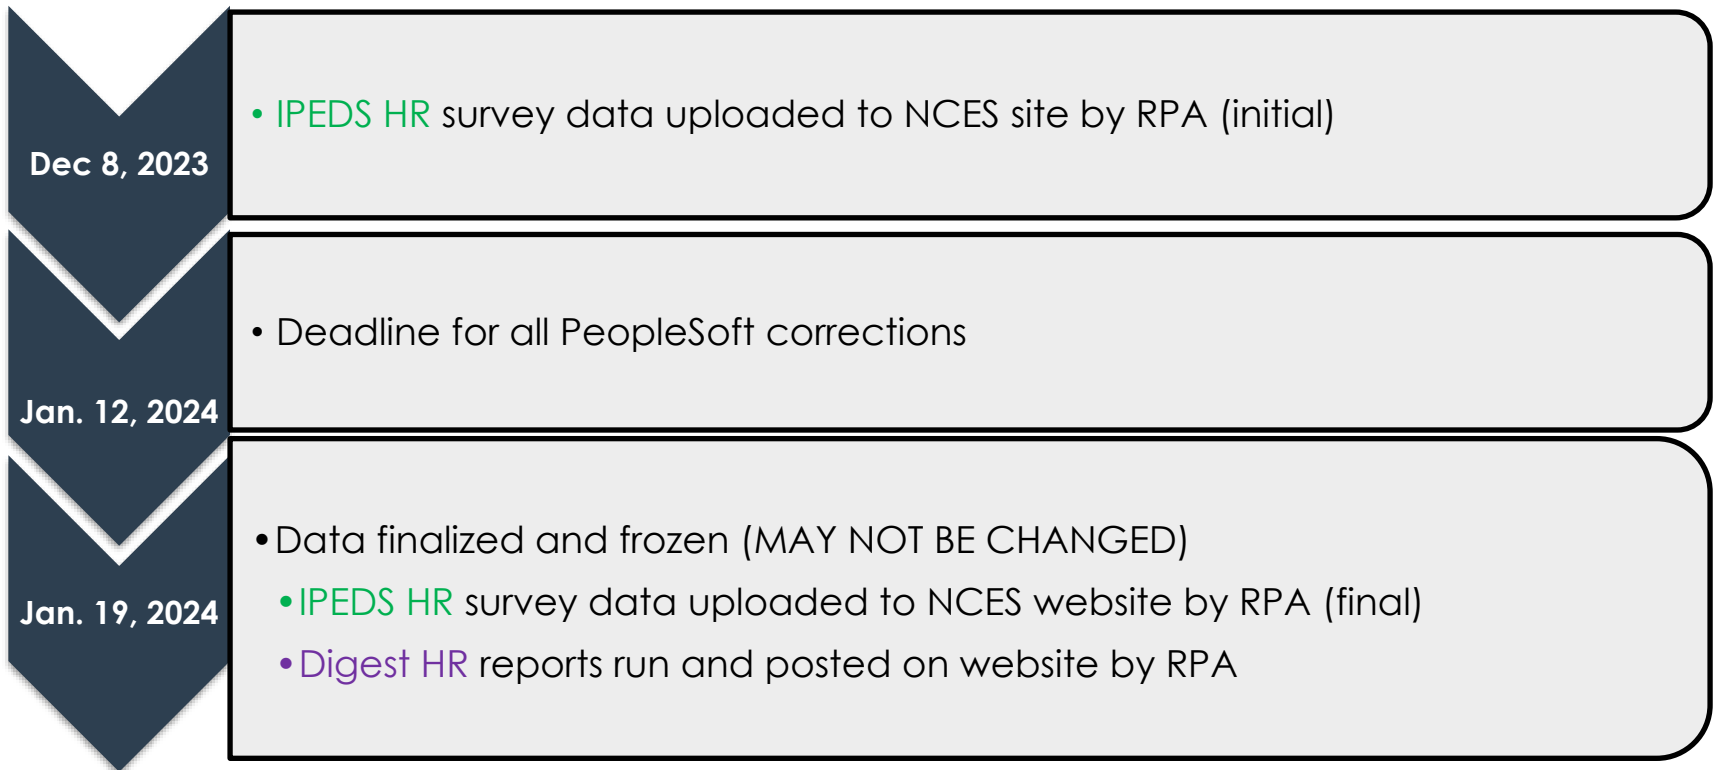 Dec 8, 2023
• IPEDS HR survey data uploaded to NCES site by RPA (initial)
Jan. 12, 2024
• Deadline for all PeopleSoft corrections
Jan. 19, 2024
• Data finalized and frozen (MAY NOT BE CHANGED)
• IPEDS HR survey data uploaded to NCES website by RPA (final)
• Digest HR reports run and posted on website by RPA